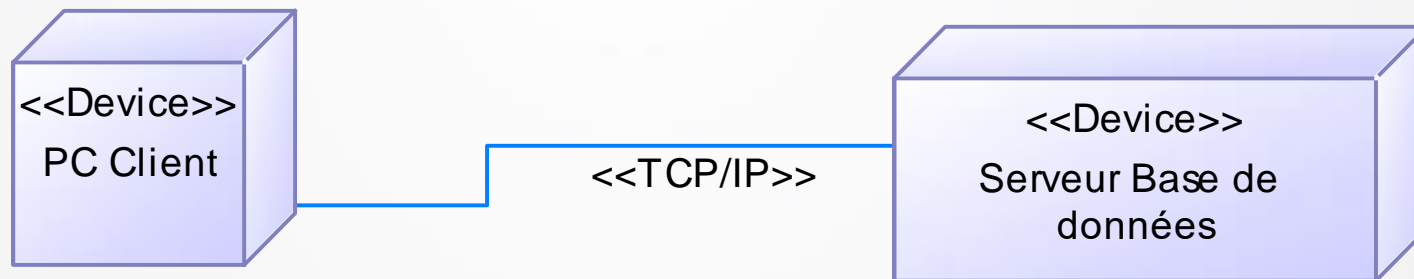 <<Device>>
PC Client
<<TCP/IP>>
<<Device>>
Serveur Base de
données